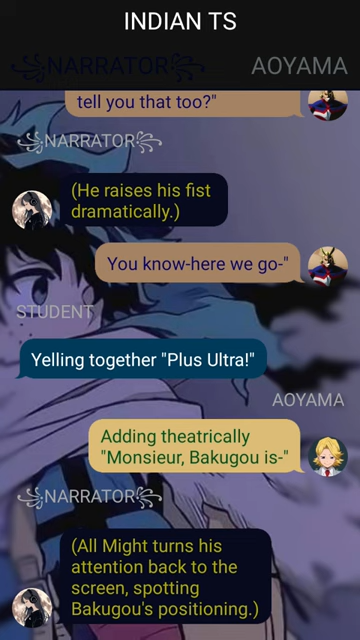 INDIAN TS
꧁NARRATOR꧂
AOYAMA
tell you that too?"
꧁NARRATOR꧂
(He raises his fist
dramatically.)
You know-here we go-"
STUDENT
Yelling together "Plus Ultra!"
AOYAMA
Adding theatrically
"Monsieur, Bakugou is-"
꧁NARRATOR꧂
(All Might turns his
attention back to the
screen, spotting
Bakugou's positioning.)